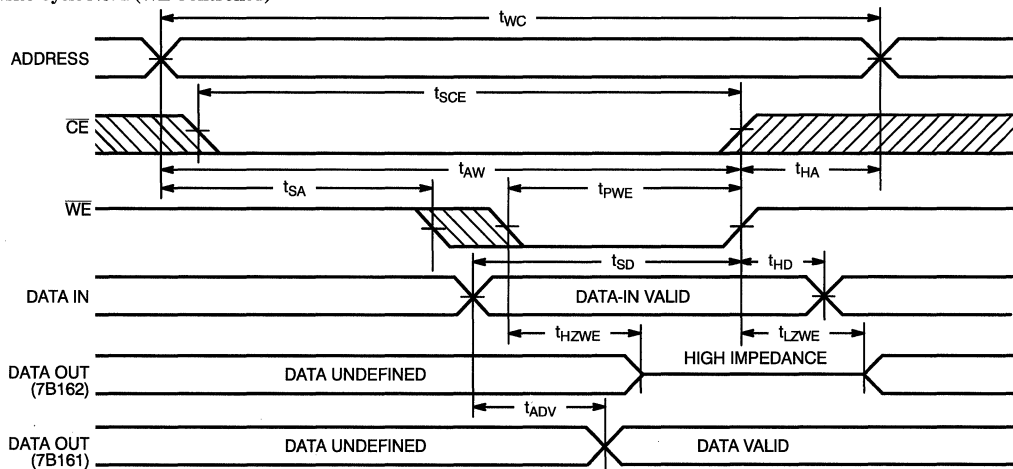 t_WC
ADDRESS
t_SCE
CE
t_AW
t_HA
t_SA
t_PWE
WE
t_SD
t_HD
DATA IN
DATA-IN VALID
t_HZWE
t_LZWE
HIGH IMPEDANCE
DATA OUT
(7B162)
DATA UNDEFINED
t_ADV
DATA OUT
(7B161)
DATA UNDEFINED
DATA VALID